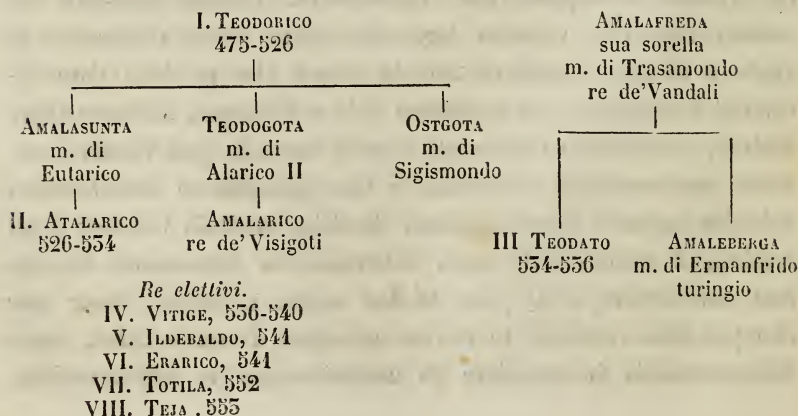 I. TEODORICO
475-526
AMALAFREDA
sua sorella
m. di Trasamondo
re de'Vandali
AMALASUNTA
m. di
Eutarico
TEODOGOTA
m. di
Alarico II
OSTGOTA
m. di
Sigismondo
II. ATALARICO
526-534
AMALARICO
re de' Visigoti
III TEODATO
534-536
AMALEBERGA
m. di Ermanfrido
turingio
Re elettivi.
IV. VITIGE, 536-540
V. ILDEBALDO, 541
VI. ERARICO, 541
VII. TOTILA, 552
VIII. TEJA . 553